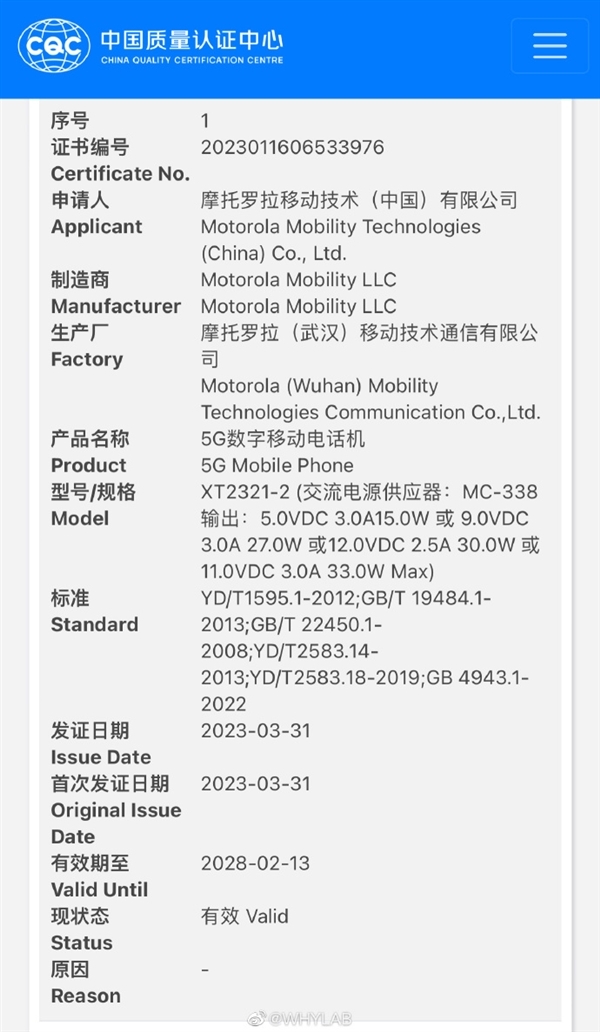 CQC 中国质量认证中心
CHINA QUALITY CERTIFICATION CENTRE
序号 1
证书编号 2023011606533976
Certificate No.
申请人 摩托罗拉移动技术（中国）有限公司
Applicant Motorola Mobility Technologies
(China) Co., Ltd.
制造商 Motorola Mobility LLC
Manufacturer Motorola Mobility LLC
生产厂 摩托罗拉（武汉）移动技术通信有限公
Factory 司
Motorola (Wuhan) Mobility
Technologies Communication Co.,Ltd.
产品名称 5G数字移动电话机
Product 5G Mobile Phone
型号/规格 XT2321-2 (交流电源供应器：MC-338
Model 输出：5.0VDC 3.0A15.0W 或 9.0VDC
3.0A 27.0W 或12.0VDC 2.5A 30.0W 或
11.0VDC 3.0A 33.0W Max)
标准 YD/T1595.1-2012;GB/T 19484.1-
Standard 2013;GB/T 22450.1-
2008;YD/T2583.14-
2013;YD/T2583.18-2019;GB 4943.1-
2022
发证日期 2023-03-31
Issue Date
首次发证日期 2023-03-31
Original Issue
Date
有效期至 2028-02-13
Valid Until
现状态 有效 Valid
Status
原因 -
Reason
@WHYLAB